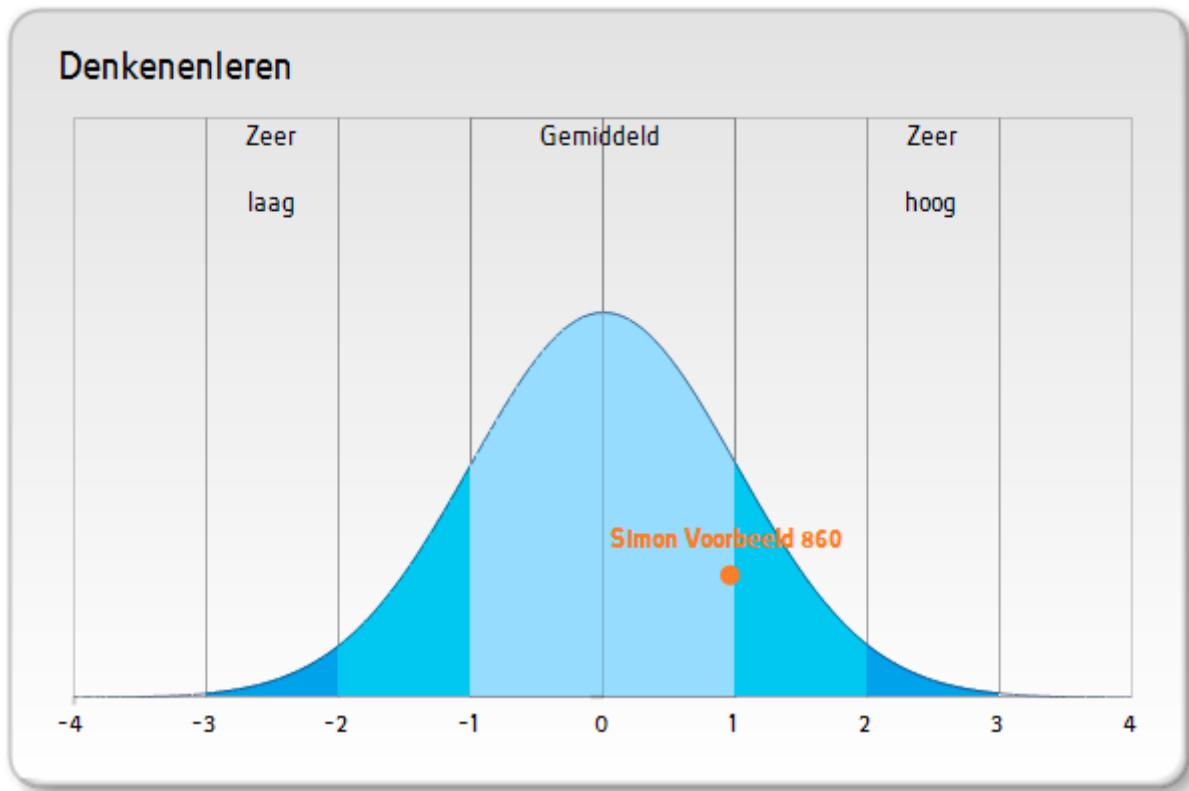 Denkenenleren
Zeer Gemiddeld Zeer
laag hoog
Simon Voorbeeld 860
-4 -3 -2 -1 0 1 2 3 4